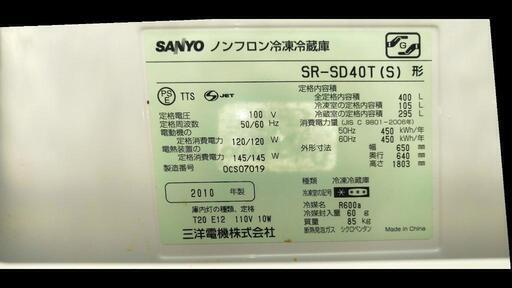 SANYO ノンフロン冷凍冷蔵庫
SR-SD40T(S) 形
PS E TTS S JET
定格電圧 100 V
定格周波数 50/60 Hz
電動機の
定格消費電力 120/120 W
電熱装置の
定格消費電力 145/145 W
製造番号 0CS07019
2010 年製
庫内灯の種類、定格
T20 E12 110V 10W
三洋電機株式会社
定格内容積
全定格内容積 400 L
冷凍室の定格内容積 105 L
冷蔵室の定格内容積 295 L
消費電力量(JIS C 9801-2006年)
50Hz 450 kWh/年
60Hz 450 kWh/年
外形寸法 幅 650 mm
奥行 640 mm
高さ 1803 mm
種類 冷凍冷蔵庫
冷凍室の記号
冷媒 R600a
冷媒封入量 60 g
質量 85 kg
断熱発泡ガス シクロペンタン
Made in China
G